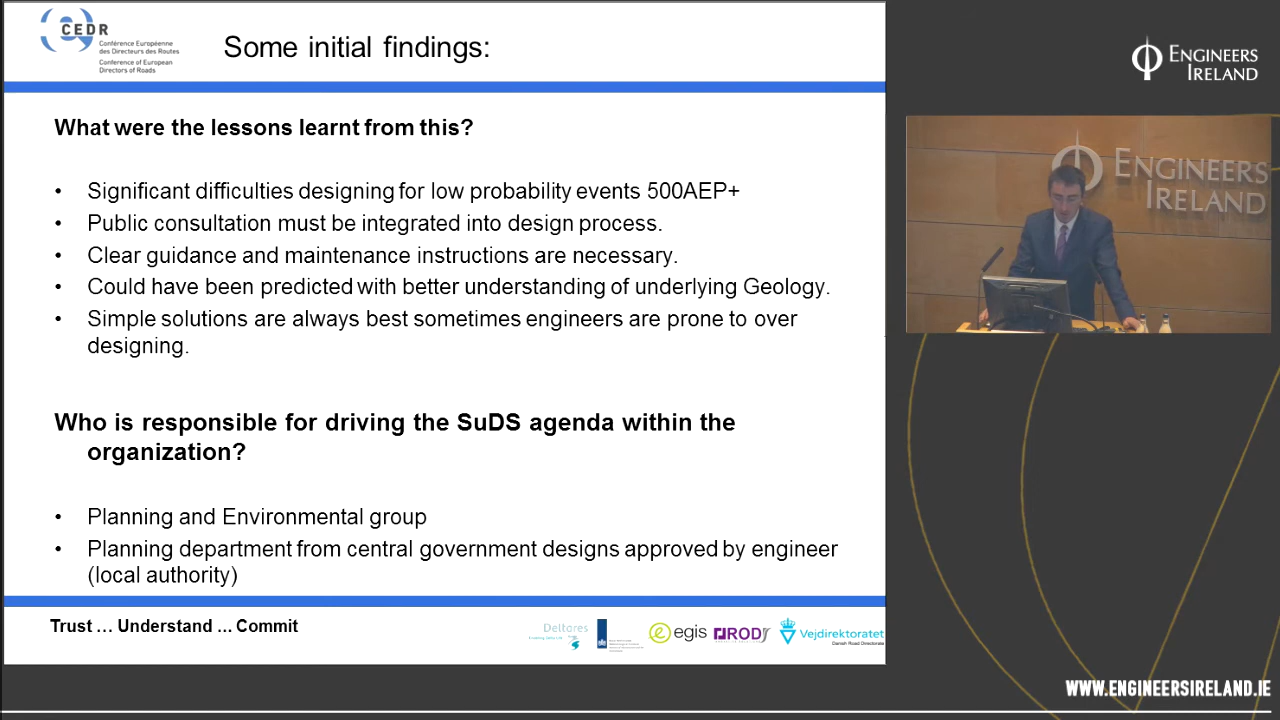 CEDR
Conférence Européenne
des Directeurs des Routes
Conference of European
Directors of Roads
Some initial findings:
What were the lessons learnt from this?
• Significant difficulties designing for low probability events 500AEP+
• Public consultation must be integrated into design process.
• Clear guidance and maintenance instructions are necessary.
• Could have been predicted with better understanding of underlying Geology.
• Simple solutions are always best sometimes engineers are prone to over
designing.
Who is responsible for driving the SuDS agenda within the
organization?
• Planning and Environmental group
• Planning department from central government designs approved by engineer
(local authority)
Trust ... Understand ... Commit
Deltares
egis
ROD
Vejdirektoratet
Danish Road Directorate
ENGINEERS
IRELAND
ENGINEERS
IRELAND
WWW.ENGINEERSIRELAND.IE